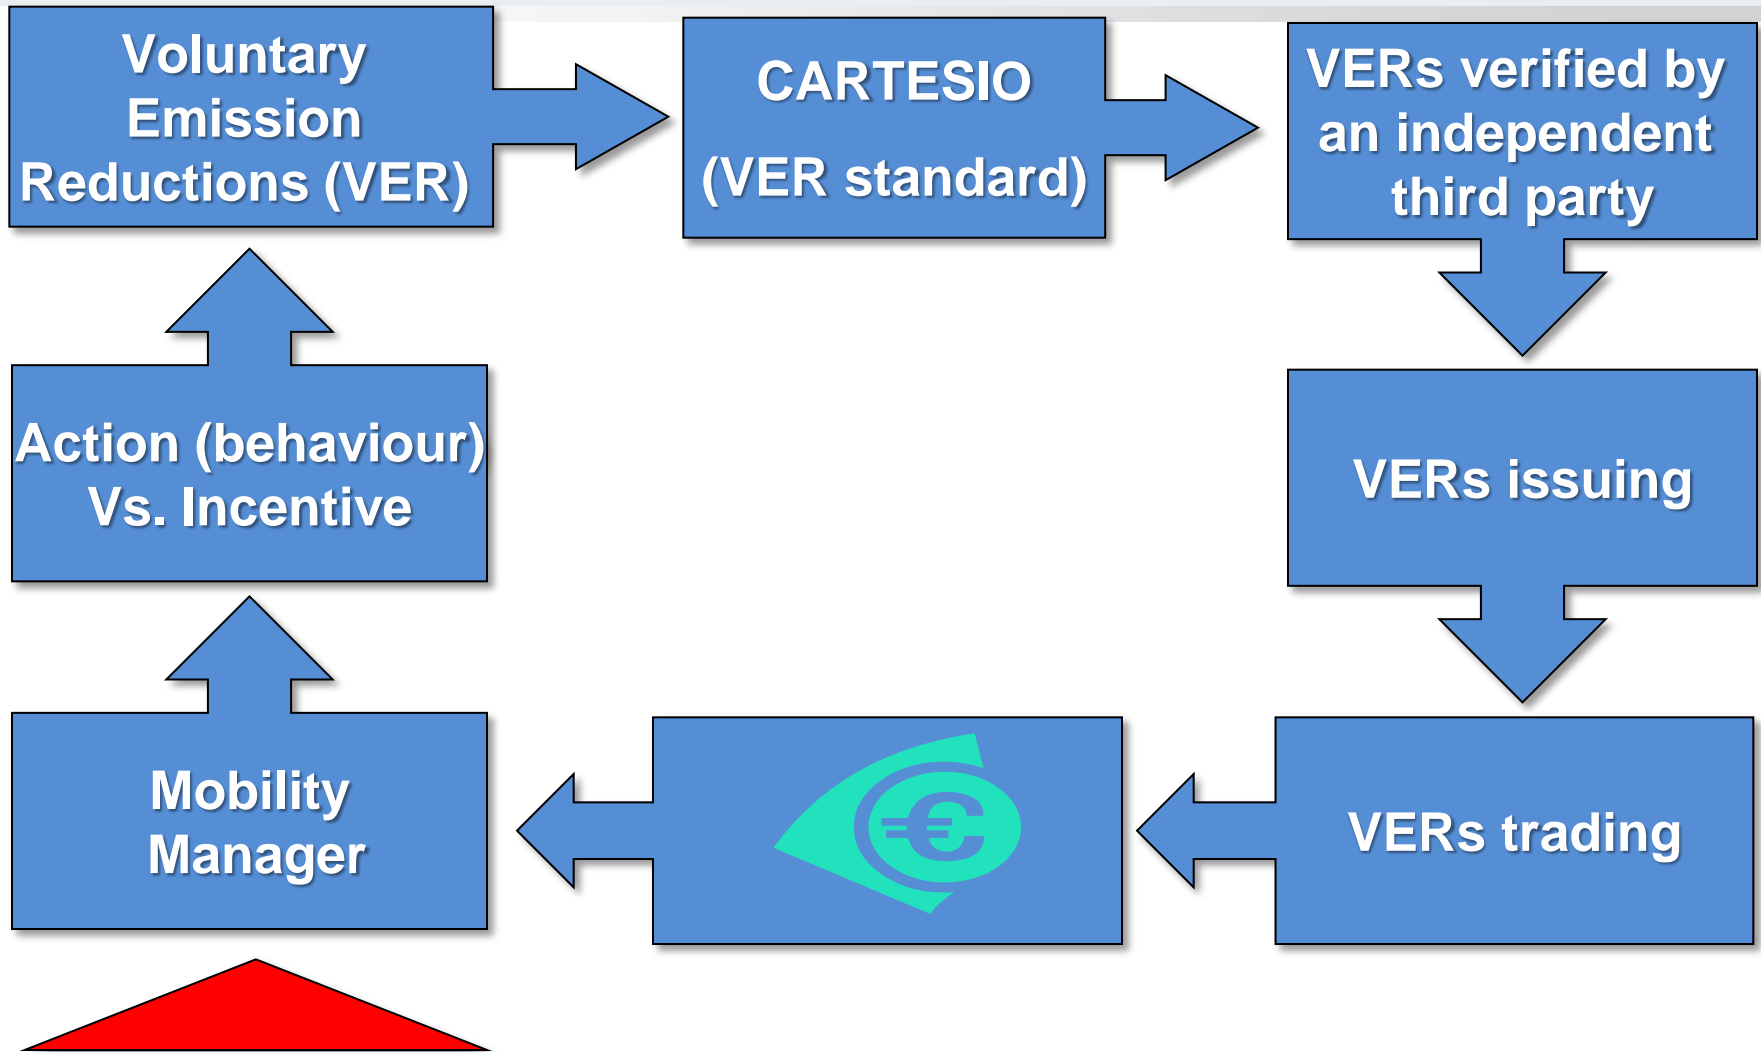 Voluntary
Emission
Reductions (VER)
CARTESIO
(VER standard)
VERs verified by
an independent
third party
Action (behaviour)
Vs. Incentive
VERs issuing
Mobility
Manager
€
VERs trading